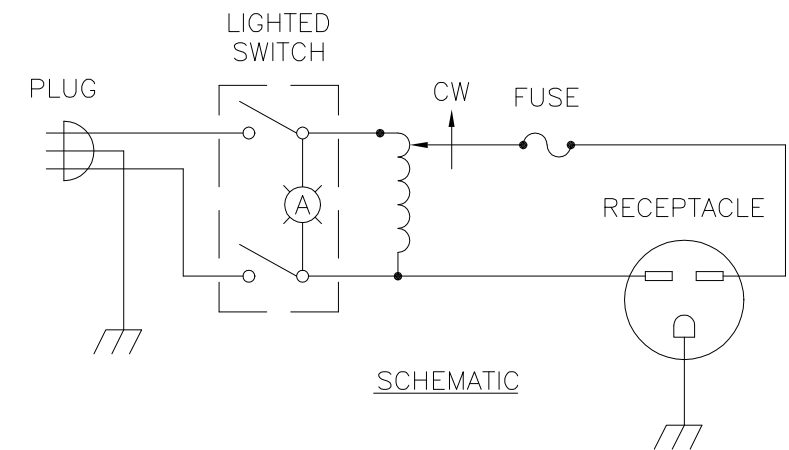 LIGHTED
SWITCH
PLUG
CW
FUSE
A
RECEPTACLE
SCHEMATIC